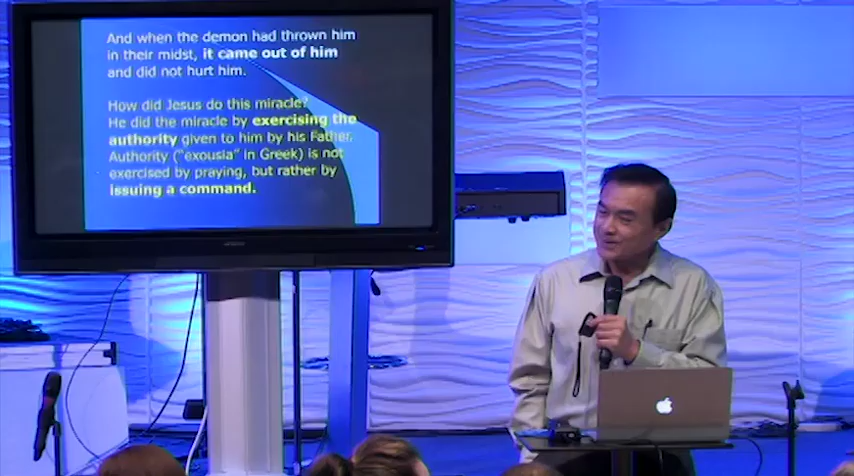 And when the demon had thrown him
in their midst, it came out of him
and did not hurt him.
How did Jesus do this miracle?
He did the miracle by exercising the
authority given to him by his Father.
Authority ("exousia" in Greek) is not
exercised by praying, but rather by
issuing a command.